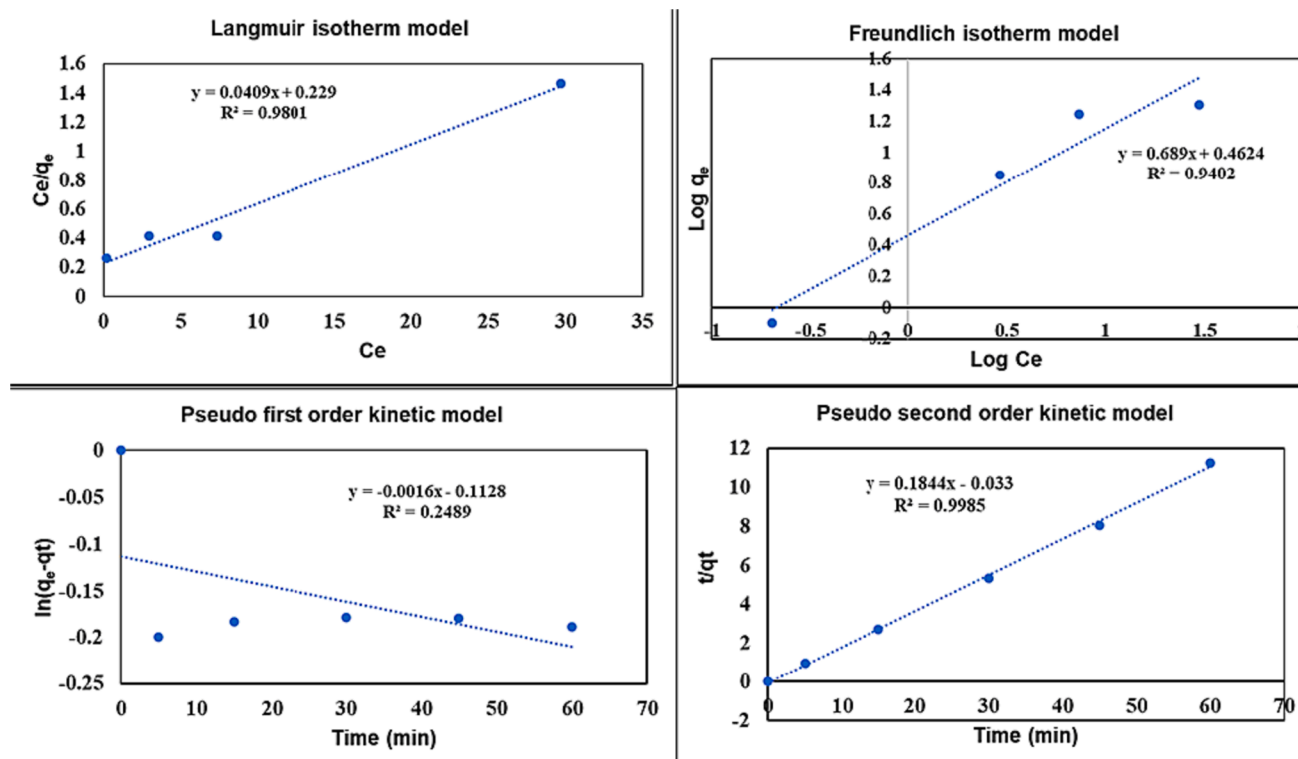 Langmuir isotherm model
1.6
1.4
1.2
1
0.8
0.6
0.4
0.2
0
Ce/qₑ
y = 0.0409x + 0.229
R² = 0.9801
0 5 10 15 20 25 30 35
Ce
Freundlich isotherm model
1.6
1.4
1.2
1
0.8
0.6
0.4
0.2
0
-0.2
Log qₑ
y = 0.689x + 0.4624
R² = 0.9402
-1 -0.5 0 0.5 1 1.5
Log Ce
Pseudo first order kinetic model
0
-0.05
-0.1
-0.15
-0.2
-0.25
ln(qₑ-qt)
y = -0.0016x - 0.1128
R² = 0.2489
0 10 20 30 40 50 60 70
Time (min)
Pseudo second order kinetic model
12
10
8
6
4
2
0
-2
t/qt
y = 0.1844x - 0.033
R² = 0.9985
0 10 20 30 40 50 60 70
Time (min)